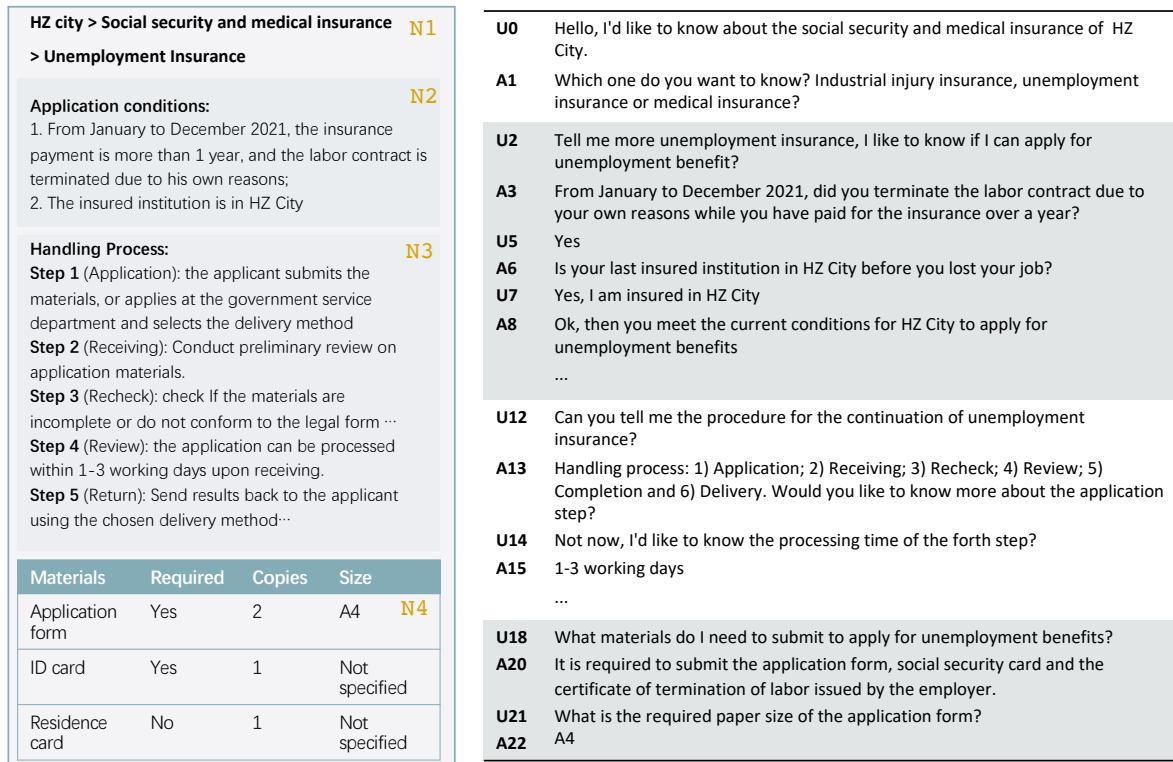 HZ city > Social security and medical insurance N1
> Unemployment Insurance
Application conditions: N2
1. From January to December 2021, the insurance
payment is more than 1 year, and the labor contract is
terminated due to his own reasons;
2. The insured institution is in HZ City
Handling Process: N3
Step 1 (Application): the applicant submits the
materials, or applies at the government service
department and selects the delivery method
Step 2 (Receiving): Conduct preliminary review on
application materials.
Step 3 (Recheck): check If the materials are
incomplete or do not conform to the legal form ···
Step 4 (Review): the application can be processed
within 1-3 working days upon receiving.
Step 5 (Return): Send results back to the applicant
using the chosen delivery method···
Materials Required Copies Size
Application Yes 2 A4 N4
form
ID card Yes 1 Not
specified
Residence No 1 Not
card specified
U0 Hello, I'd like to know about the social security and medical insurance of HZ
City.
A1 Which one do you want to know? Industrial injury insurance, unemployment
insurance or medical insurance?
U2 Tell me more unemployment insurance, I like to know if I can apply for
unemployment benefit?
A3 From January to December 2021, did you terminate the labor contract due to
your own reasons while you have paid for the insurance over a year?
U5 Yes
A6 Is your last insured institution in HZ City before you lost your job?
U7 Yes, I am insured in HZ City
A8 Ok, then you meet the current conditions for HZ City to apply for
unemployment benefits
...
U12 Can you tell me the procedure for the continuation of unemployment
insurance?
A13 Handling process: 1) Application; 2) Receiving; 3) Recheck; 4) Review; 5)
Completion and 6) Delivery. Would you like to know more about the application
step?
U14 Not now, I'd like to know the processing time of the forth step?
A15 1-3 working days
...
U18 What materials do I need to submit to apply for unemployment benefits?
A20 It is required to submit the application form, social security card and the
certificate of termination of labor issued by the employer.
U21 What is the required paper size of the application form?
A22 A4